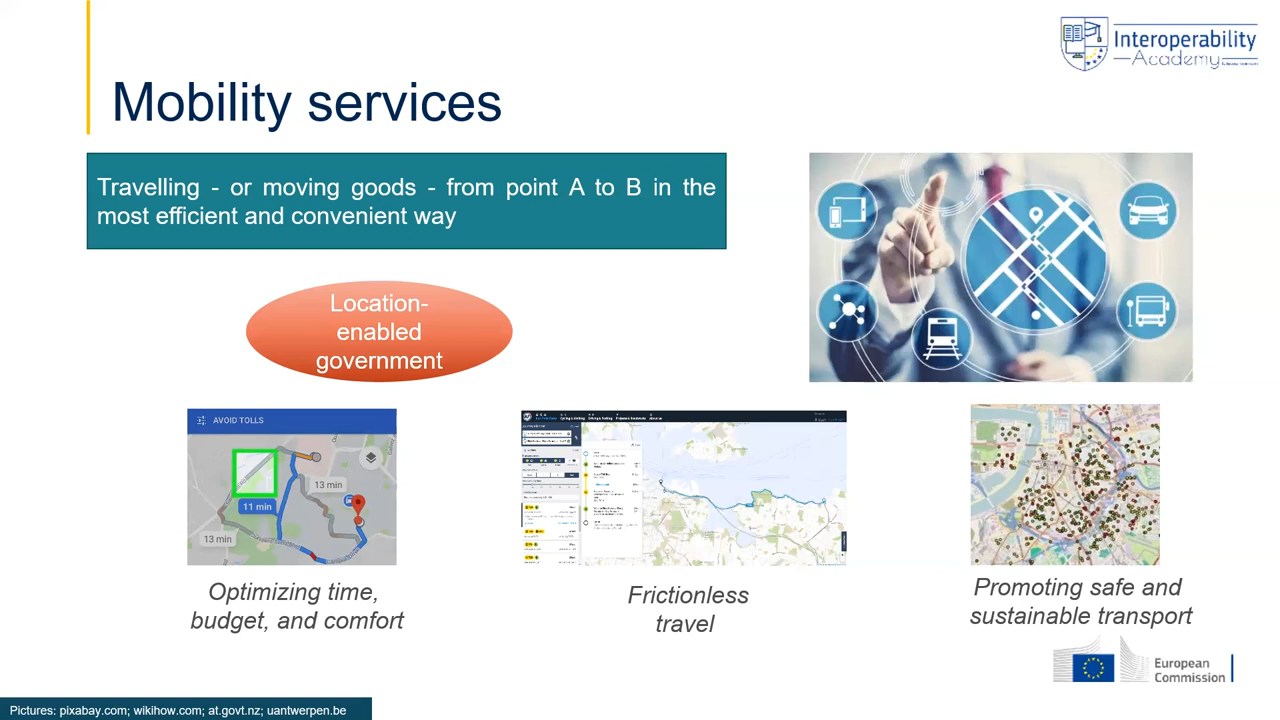 Interoperability
Academy
Mobility services
Travelling - or moving goods - from point A to B in the
most efficient and convenient way
Location-
enabled
government
AVOID TOLLS
13 min
11 min
13 min
Optimizing time,
budget, and comfort
Frictionless
travel
Promoting safe and
sustainable transport
European
Commission
Pictures: pixabay.com; wikihow.com; at.govt.nz; uantwerpen.be